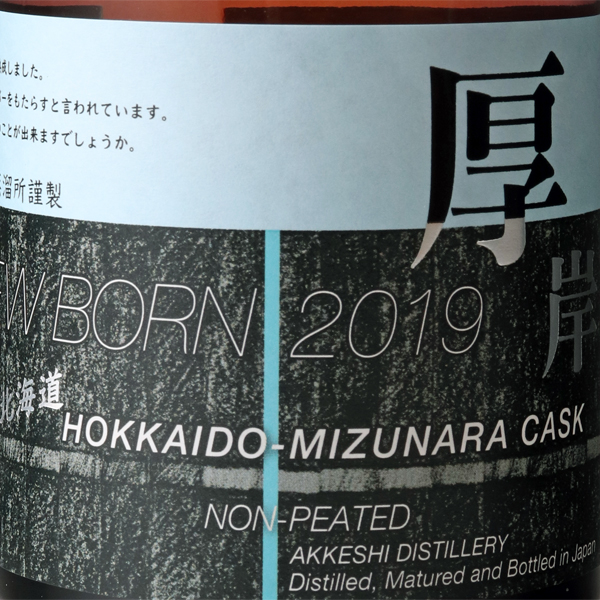 しました。
ーをもたらすと言われています。
ことが出来ますでしょうか。
溜所謹製
厚岸
EW BORN 2019
北海道
HOKKAIDO-MIZUNARA CASK
NON-PEATED
AKKESHI DISTILLERY
Distilled, Matured and Bottled in Japan